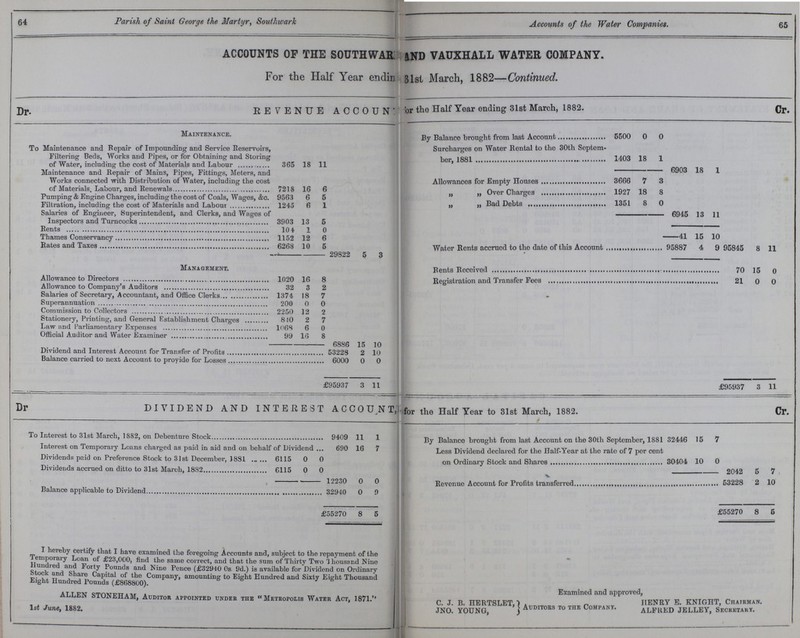 64
Parish of Saint George the Martyr, Southwark
Accounts of the Water Companies.
65
ACCOUNTS OF THE SOUTHWARK AND VAUXHALL WATER COMPANY.
For the Half Year ending 31st March, 1882—Continued.
Dr.
REVENUE ACCOUNT for the Half Year ending 31st March, 1882.
Cr.
MAINTENANCE.
To Maintenance and Repair of Impounding and Service Reservoirs,
Filtering Beds, Works and Pipes, or for Obtaining and Storing
of Water, including the cost of Materials and Labour 365 18 11
Maintenance and Repair of Mains, Pipes, Fittings, Meters, and
Works connected with Distribution of Water, including the cost
of Materials, Labour, and Renewals 7218 16 6
Pumping & Engine Charges, including the cost of Coals, Wages, &c. 9563 6 5
Filtration, including the cost of Materials and Labour 1245 6 1
Salaries of Engineer, Superintendent, and Clerks, and Wages of
Inspectors and Turncocks 3903 13 5
Rents 104 1 0
Thames Conservancy 1152 12 6
Rates and Taxes 6268 10 5
29822 5 3
MANAGEMENT.
Allowance to Directors 1020 16 8
Allowance to Company's Auditors 32 3 2
Salaries of Secretary, Accountant, and Office Clerks 1374 18 7
Superannuation 200 0 0
Commission to Collectors 2250 12 2
Stationery, Printing, and General Establishment Charges 840 2 7
Law and Parliamentary Expenses 1068 6 0
Official Auditor and Water Examiner 99 16 8
6886 15 10
Dividend and Interest Account for Transfer of Profits 53228 2 10
Balance carried to next Account to provide for Losses 6000 0 0
£95937 3 11
By Balance brought from last Account 5500 0 0
Surcharges on Water Rental to the 30th Septem-
ber, 1881 1403 18 1
6903 18 1
Allowances for Empty Houses 3666 7 3
„ „ Over Charges 1927 18 8
„ „ Bad Debts 1351 8 0
6945 13 11
—41 15 10
Water Rents accrued to the date of this Account 95887 4 9 95845 8 11
Rents Received 70 15 0
Registration and Transfer Fees 21 0 0
£95937 3 11
Dr
DIVIDEND AND INTEREST ACCOUNT, for the Half Year to 31st March, 1882.
Cr.
To Interest to 31st March, 1882, on Debenture Stock 9409 11 1
Interest on Temporary Loans charged as paid in aid and on behalf of Dividend 690 16 7
Dividends paid on Preference Stock to 31st December, 1881 6115 0 0
Dividends accrued on ditto to 31st March, 1882 6115 0 0
12230 0 0
Balance applicable to Dividend 32940 0 9
£55270 8 5
By Balance brought from last Account on the 30th September, 1881 32446 15 7
Less Dividend declared for the Half-Year at the rate of 7 per cent
on Ordinary Stock and Shares 30404 10 0
2042 5 7
Revenue Account for Profits transferred 53228 2 10
£55270 8 5
I hereby certify that I have examined the foregoing Accounts and, subject to the repayment of the
Temporary Loan of £23,000, find the same correct, and that the sum of Thirty Two Thousand Nine
Hundred and Forty Pounds and Nine Pence (£32940 0s. 9d.) is available for Dividend on Ordinary
Stock and Share Capital of the Company, amounting to Eight Hundred and Sixty Eight Thousand
Eight Hundred Pounds (£868800).
ALLEN STONEHAM, AUDITOR APPOINTED UNDER THE "METROPOLIS WATER ACT, 1871."
1st June, 1882.
Examined and approved,
C. J. B. HERTSLET,
JNO. YOUNG,
} AUDITORS TO THE COMPANY.
HENRY E. KNIGHT, CHAIRMAN.
ALFRED JELLEY, SECRETARY.